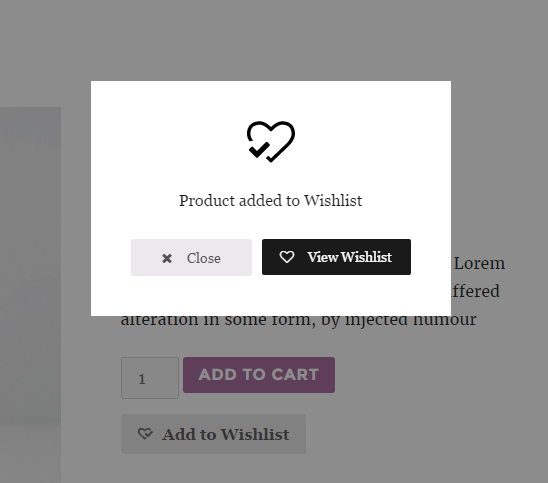 Product added to Wishlist
Close
View Wishlist
Lorem
ffered
alteration in some form, by injected humour
1
ADD TO CART
Add to Wishlist